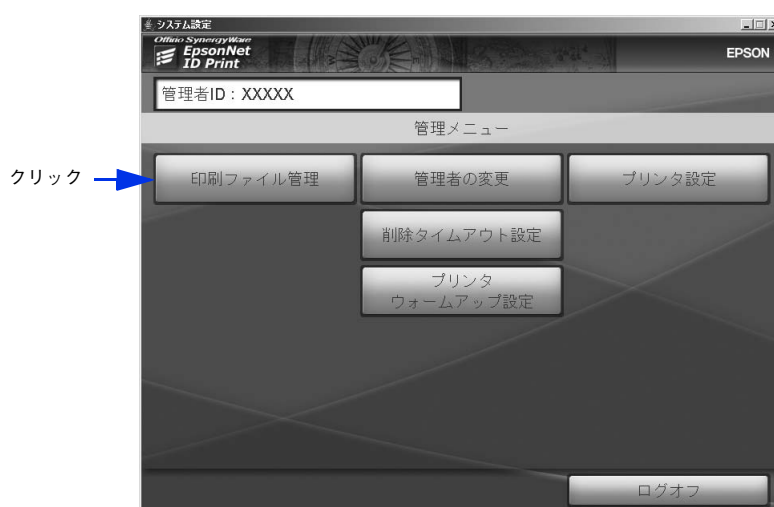 システム設定
Offirio SynergyWare
EpsonNet
ID Print
EPSON
管理者ID：XXXXX
管理メニュー
クリック
印刷ファイル管理
管理者の変更
プリンタ設定
削除タイムアウト設定
プリンタ
ウォームアップ設定
ログオフ